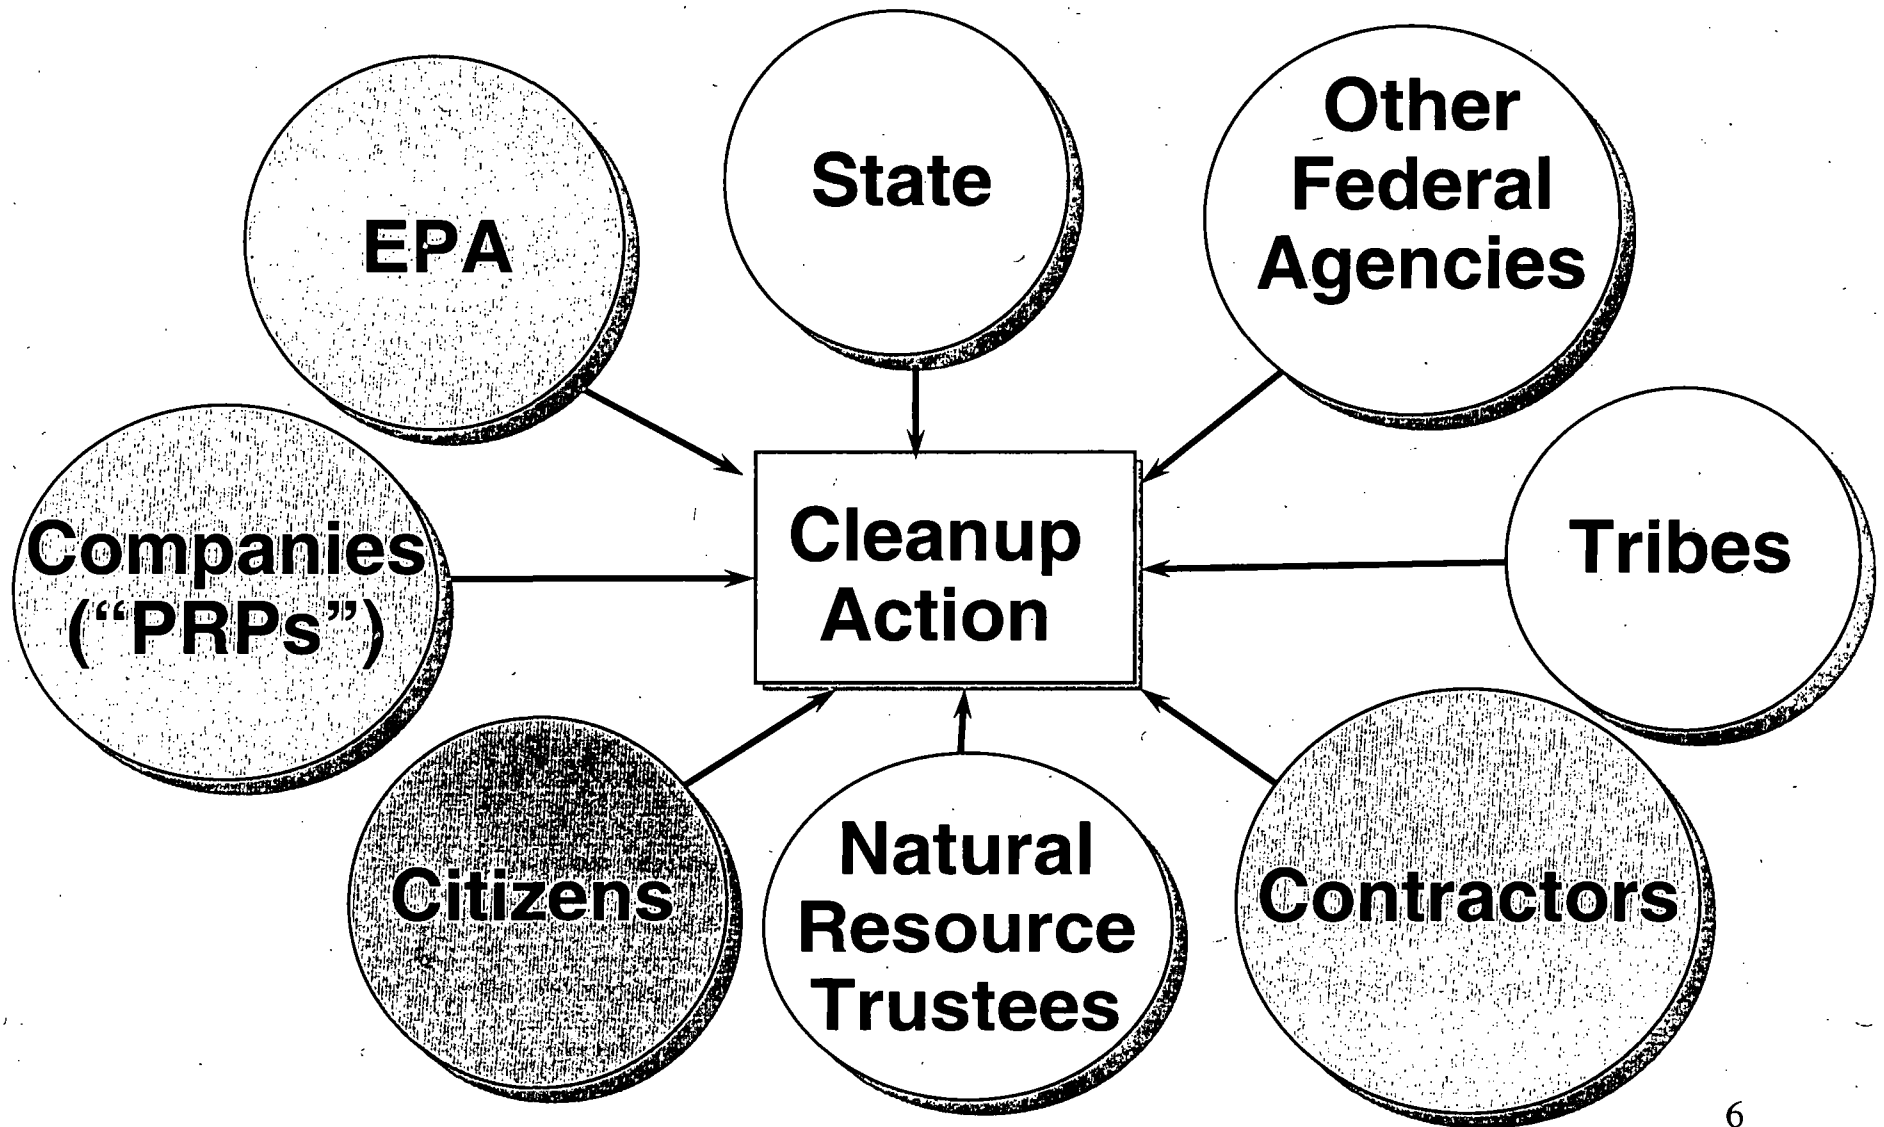 EPA
State
Other
Federal
Agencies
Companies
(“PRPs”)
Cleanup
Action
Tribes
Citizens
Natural
Resource
Trustees
Contractors
6